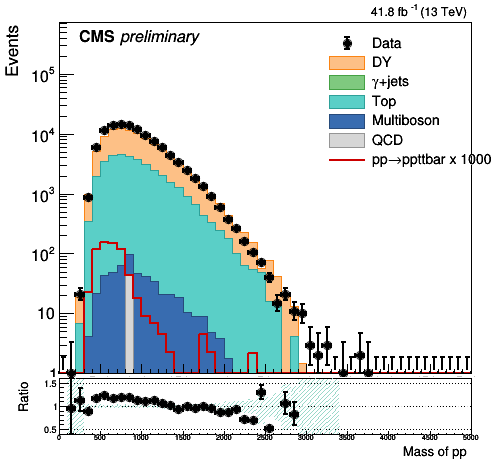 41.8 fb⁻¹ (13 TeV)
CMS preliminary
Events
Data
DY
γ+jets
Top
Multiboson
QCD
pp→ppttbar x 1000
10⁵
10⁴
10³
10²
10
1
Ratio
1.5
1
0.5
0 500 1000 1500 2000 2500 3000 3500 4000 4500 5000
Mass of pp